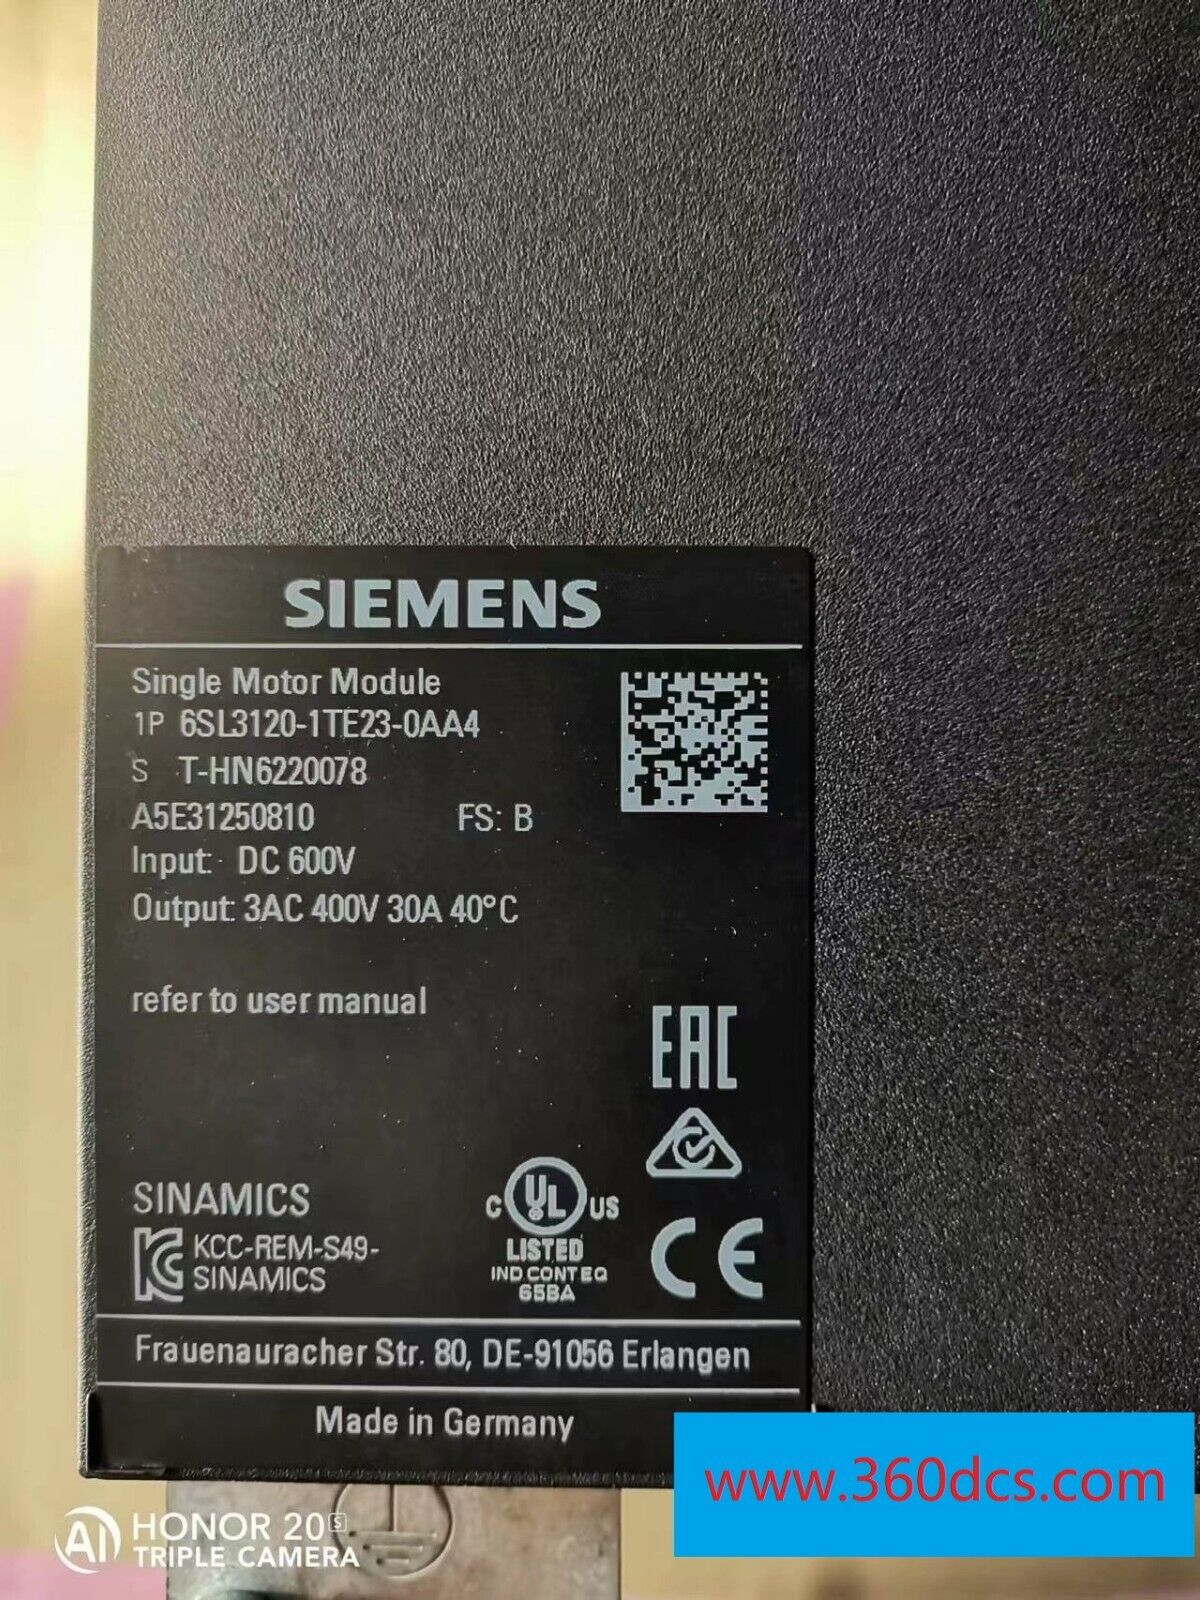 SIEMENS
Single Motor Module
1P 6SL3120-1TE23-0AA4
S T-HN6220078
A5E31250810 FS: B
Input: DC 600V
Output: 3AC 400V 30A 40°C
refer to user manual
EAC
SINAMICS
KCC-REM-S49-
SINAMICS
C UL US
LISTED
IND.CONT.EQ
65BA
CE
Frauenauracher Str. 80, DE-91056 Erlangen
Made in Germany
www.360dcs.com
AI HONOR 20S
TRIPLE CAMERA